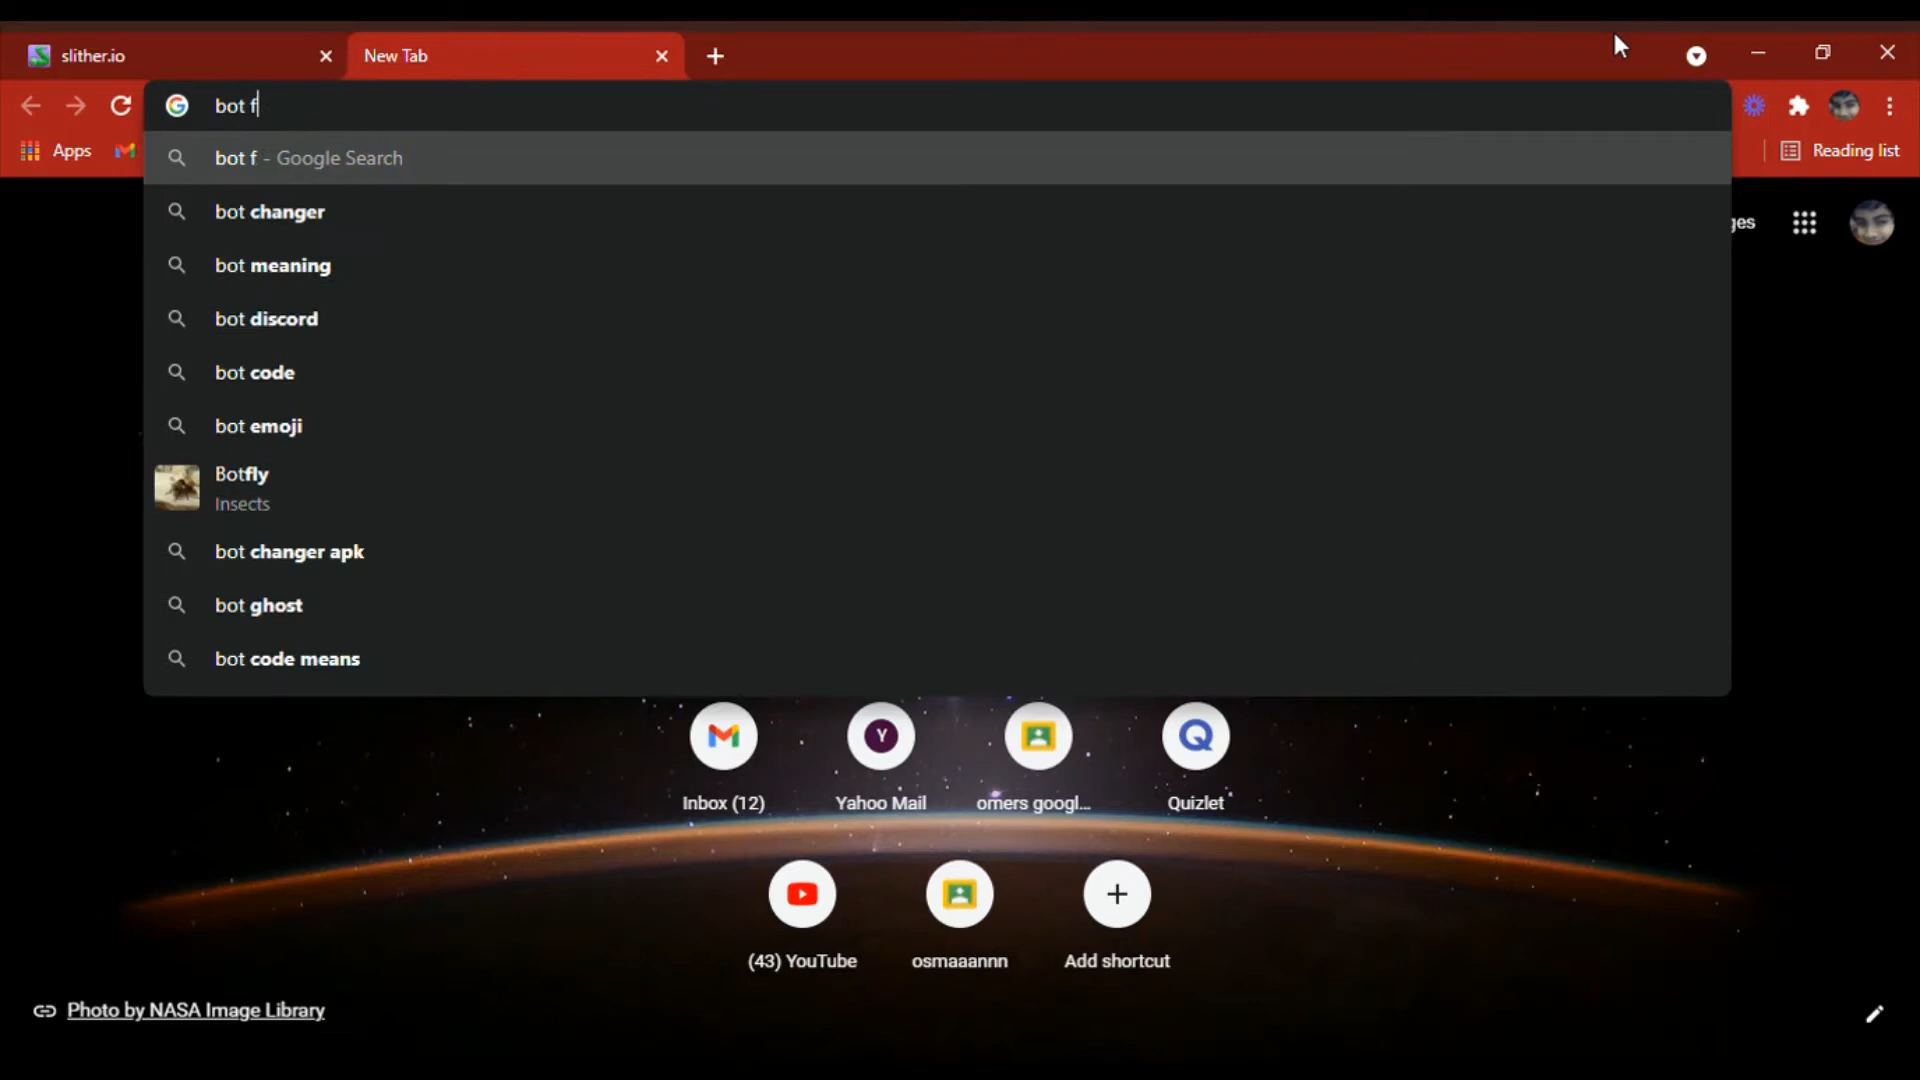 slither.io
New Tab
bot f
Apps
Reading list
bot f - Google Search
bot changer
bot meaning
bot discord
bot code
bot emoji
Botfly
Insects
bot changer apk
bot ghost
bot code means
ges
Y
Q
Inbox (12)
Yahoo Mail
omers googl...
Quizlet
(43) YouTube
osmaaannn
Add shortcut
Photo by NASA Image Library